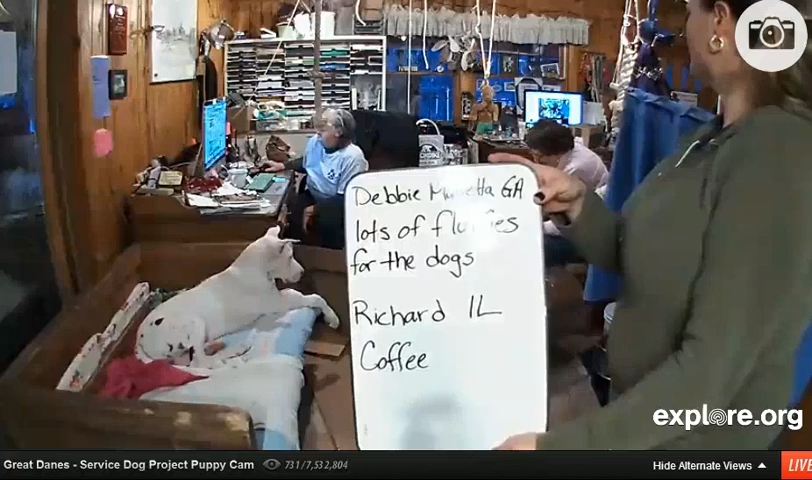 Debbie Marietta GA
lots of fluffies
for the dogs
Richard IL
Coffee
explore.org
Great Danes - Service Dog Project Puppy Cam
731/7,532,804
Hide Alternate Views
LIVE